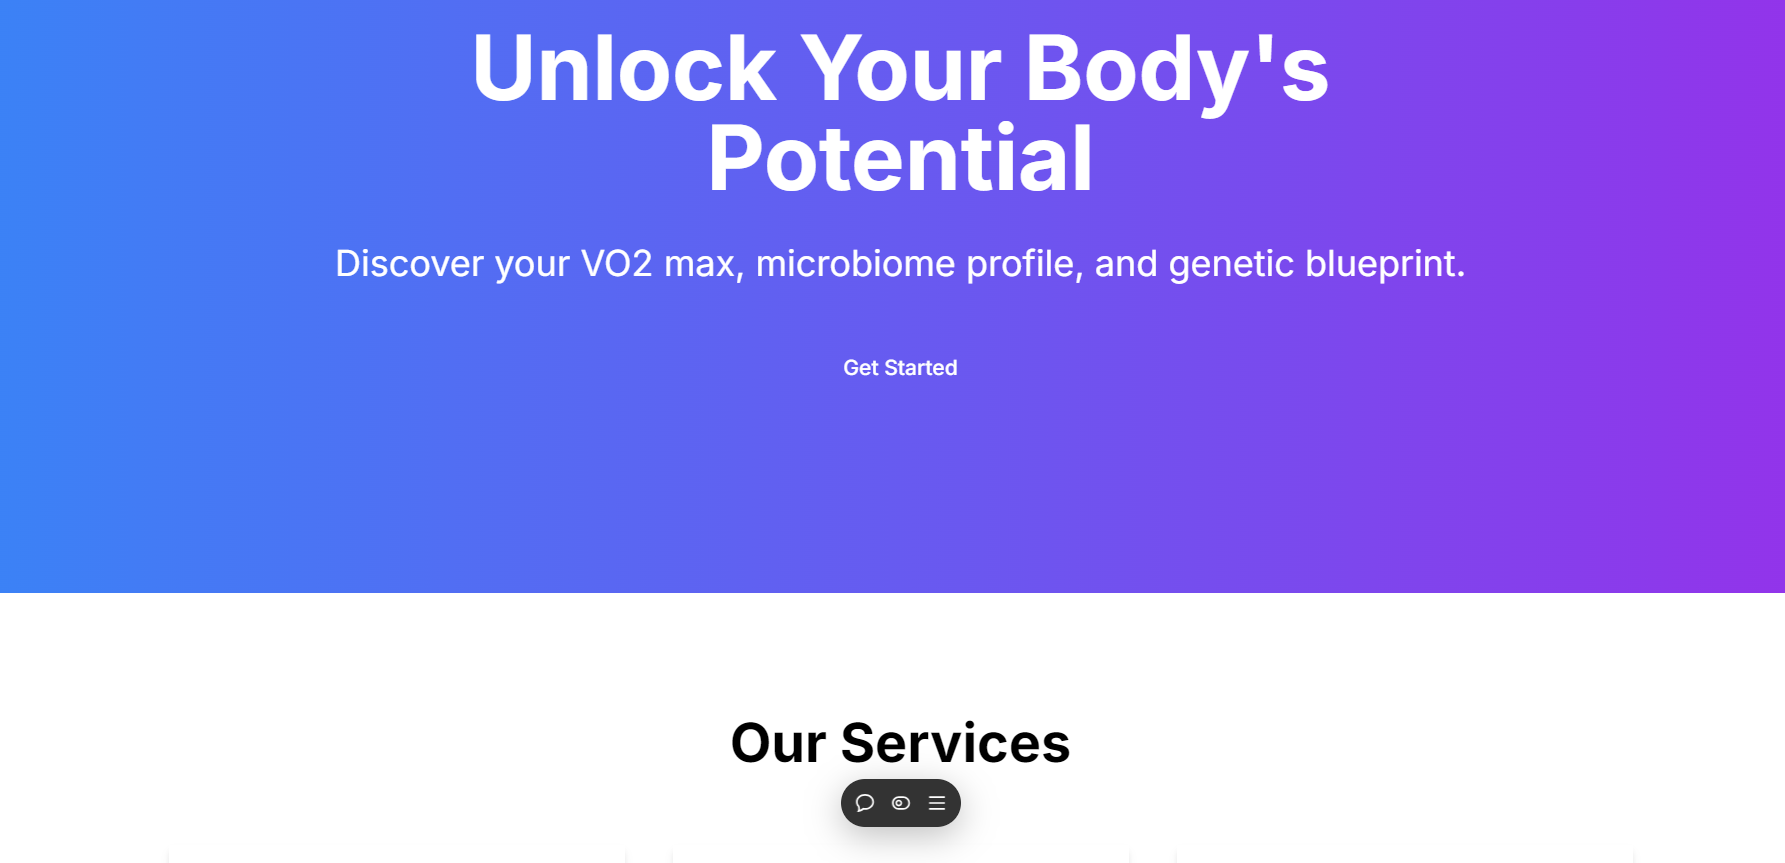 Unlock Your Body's
Potential
Discover your VO2 max, microbiome profile, and genetic blueprint.
Get Started
Our Services